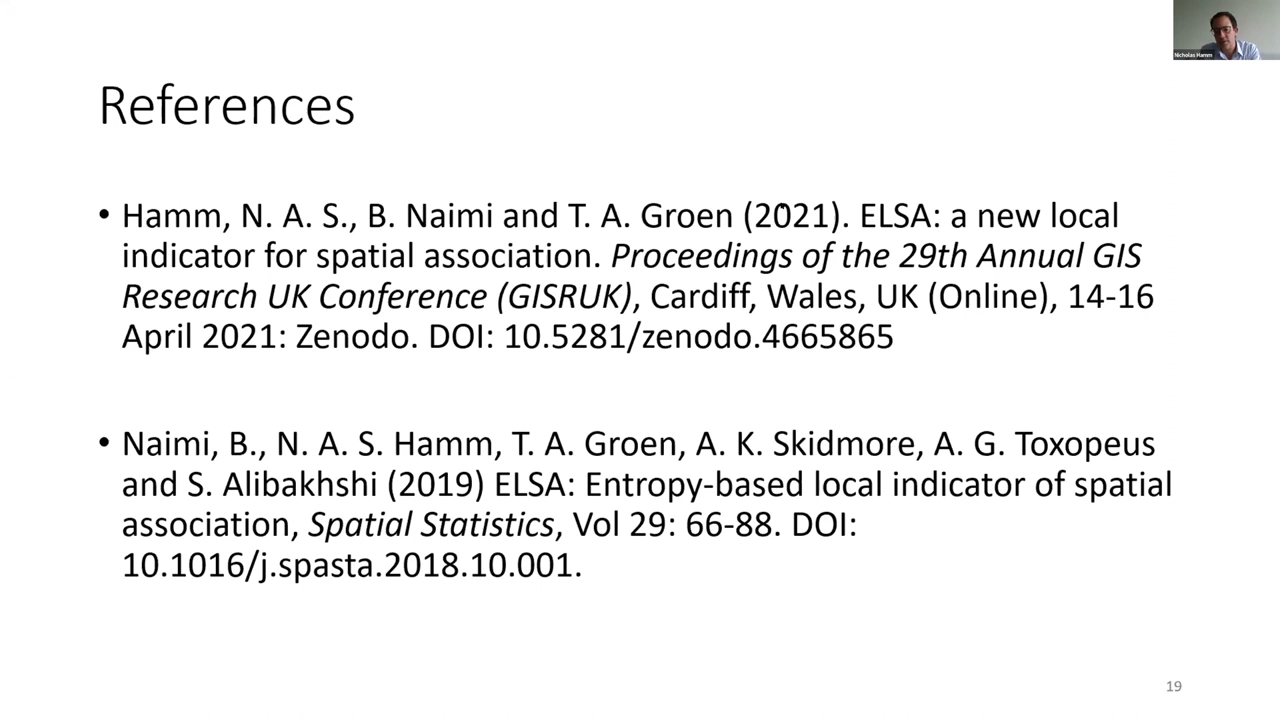 Nicholas Hamm
References
• Hamm, N. A. S., B. Naimi and T. A. Groen (2021). ELSA: a new local
indicator for spatial association. Proceedings of the 29th Annual GIS
Research UK Conference (GISRUK), Cardiff, Wales, UK (Online), 14-16
April 2021: Zenodo. DOI: 10.5281/zenodo.4665865
• Naimi, B., N. A. S. Hamm, T. A. Groen, A. K. Skidmore, A. G. Toxopeus
and S. Alibakhshi (2019) ELSA: Entropy-based local indicator of spatial
association, Spatial Statistics, Vol 29: 66-88. DOI:
10.1016/j.spasta.2018.10.001.
19